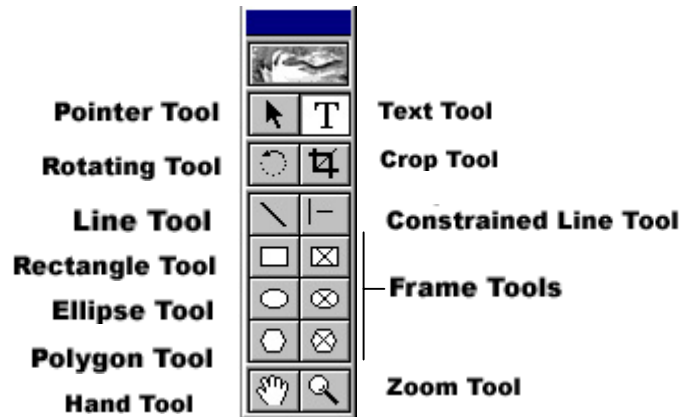 Pointer Tool
T
Text Tool
Rotating Tool
Crop Tool
Line Tool
Constrained Line Tool
Rectangle Tool
Frame Tools
Ellipse Tool
Polygon Tool
Hand Tool
Zoom Tool